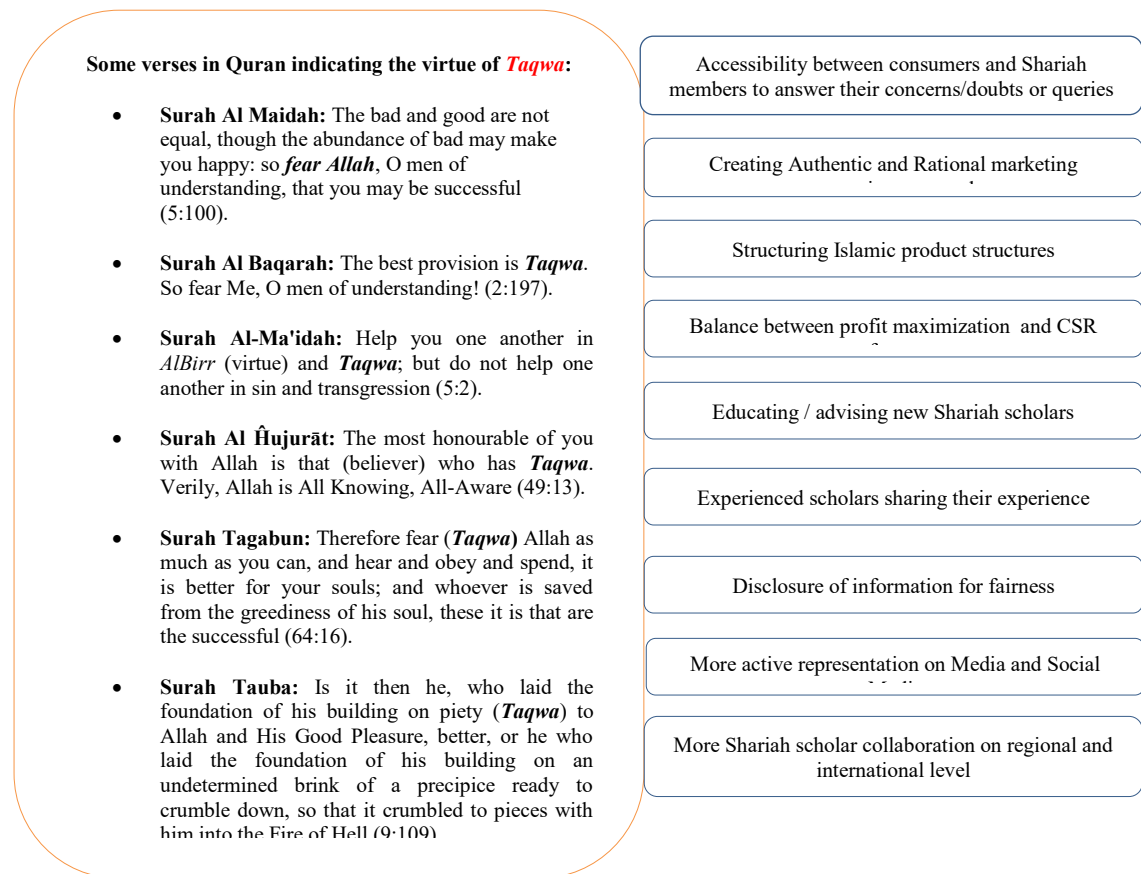 Some verses in Quran indicating the virtue of Taqwa:
• Surah Al Maidah: The bad and good are not
equal, though the abundance of bad may make
you happy: so fear Allah, O men of
understanding, that you may be successful
(5:100).
• Surah Al Baqarah: The best provision is Taqwa.
So fear Me, O men of understanding! (2:197).
• Surah Al-Ma'idah: Help you one another in
AlBirr (virtue) and Taqwa; but do not help one
another in sin and transgression (5:2).
• Surah Al Ĥujurāt: The most honourable of you
with Allah is that (believer) who has Taqwa.
Verily, Allah is All Knowing, All-Aware (49:13).
• Surah Tagabun: Therefore fear (Taqwa) Allah as
much as you can, and hear and obey and spend, it
is better for your souls; and whoever is saved
from the greediness of his soul, these it is that are
the successful (64:16).
• Surah Tauba: Is it then he, who laid the
foundation of his building on piety (Taqwa) to
Allah and His Good Pleasure, better, or he who
laid the foundation of his building on an
undetermined brink of a precipice ready to
crumble down, so that it crumbled to pieces with
him into the Fire of Hell (9:109)
Accessibility between consumers and Shariah
members to answer their concerns/doubts or queries
Creating Authentic and Rational marketing
Structuring Islamic product structures
Balance between profit maximization and CSR
Educating / advising new Shariah scholars
Experienced scholars sharing their experience
Disclosure of information for fairness
More active representation on Media and Social
More Shariah scholar collaboration on regional and
international level